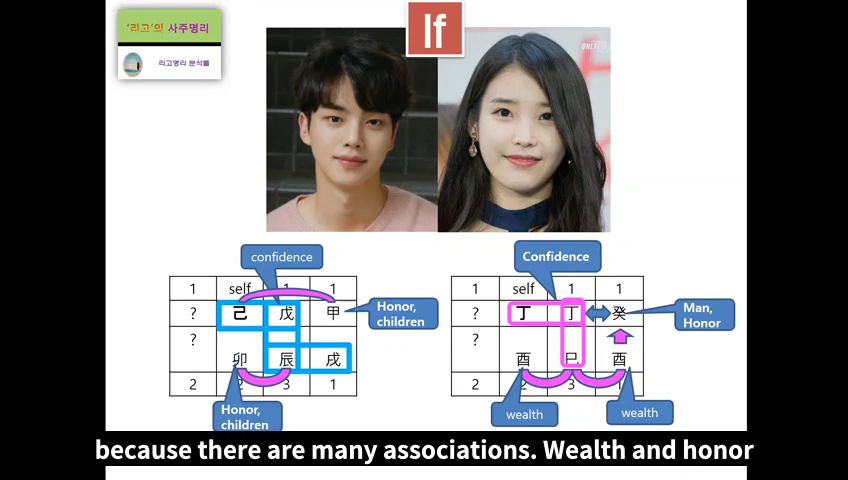 '리고'의 사주명리
리고명리 분석틀
If
confidence
1 self 1 1
? 己 戊 甲
Honor,
children
?
卯 辰 戌
2 2 3 1
Honor,
children
Confidence
1 self 1 1
? 丁 丁 癸
Man,
Honor
?
酉 巳 酉
2 2 3 1
wealth
wealth
because there are many associations. Wealth and honor